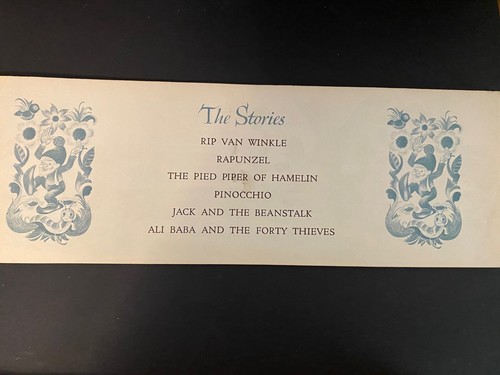 The Stories
RIP VAN WINKLE
RAPUNZEL
THE PIED PIPER OF HAMELIN
PINOCCHIO
JACK AND THE BEANSTALK
ALI BABA AND THE FORTY THIEVES